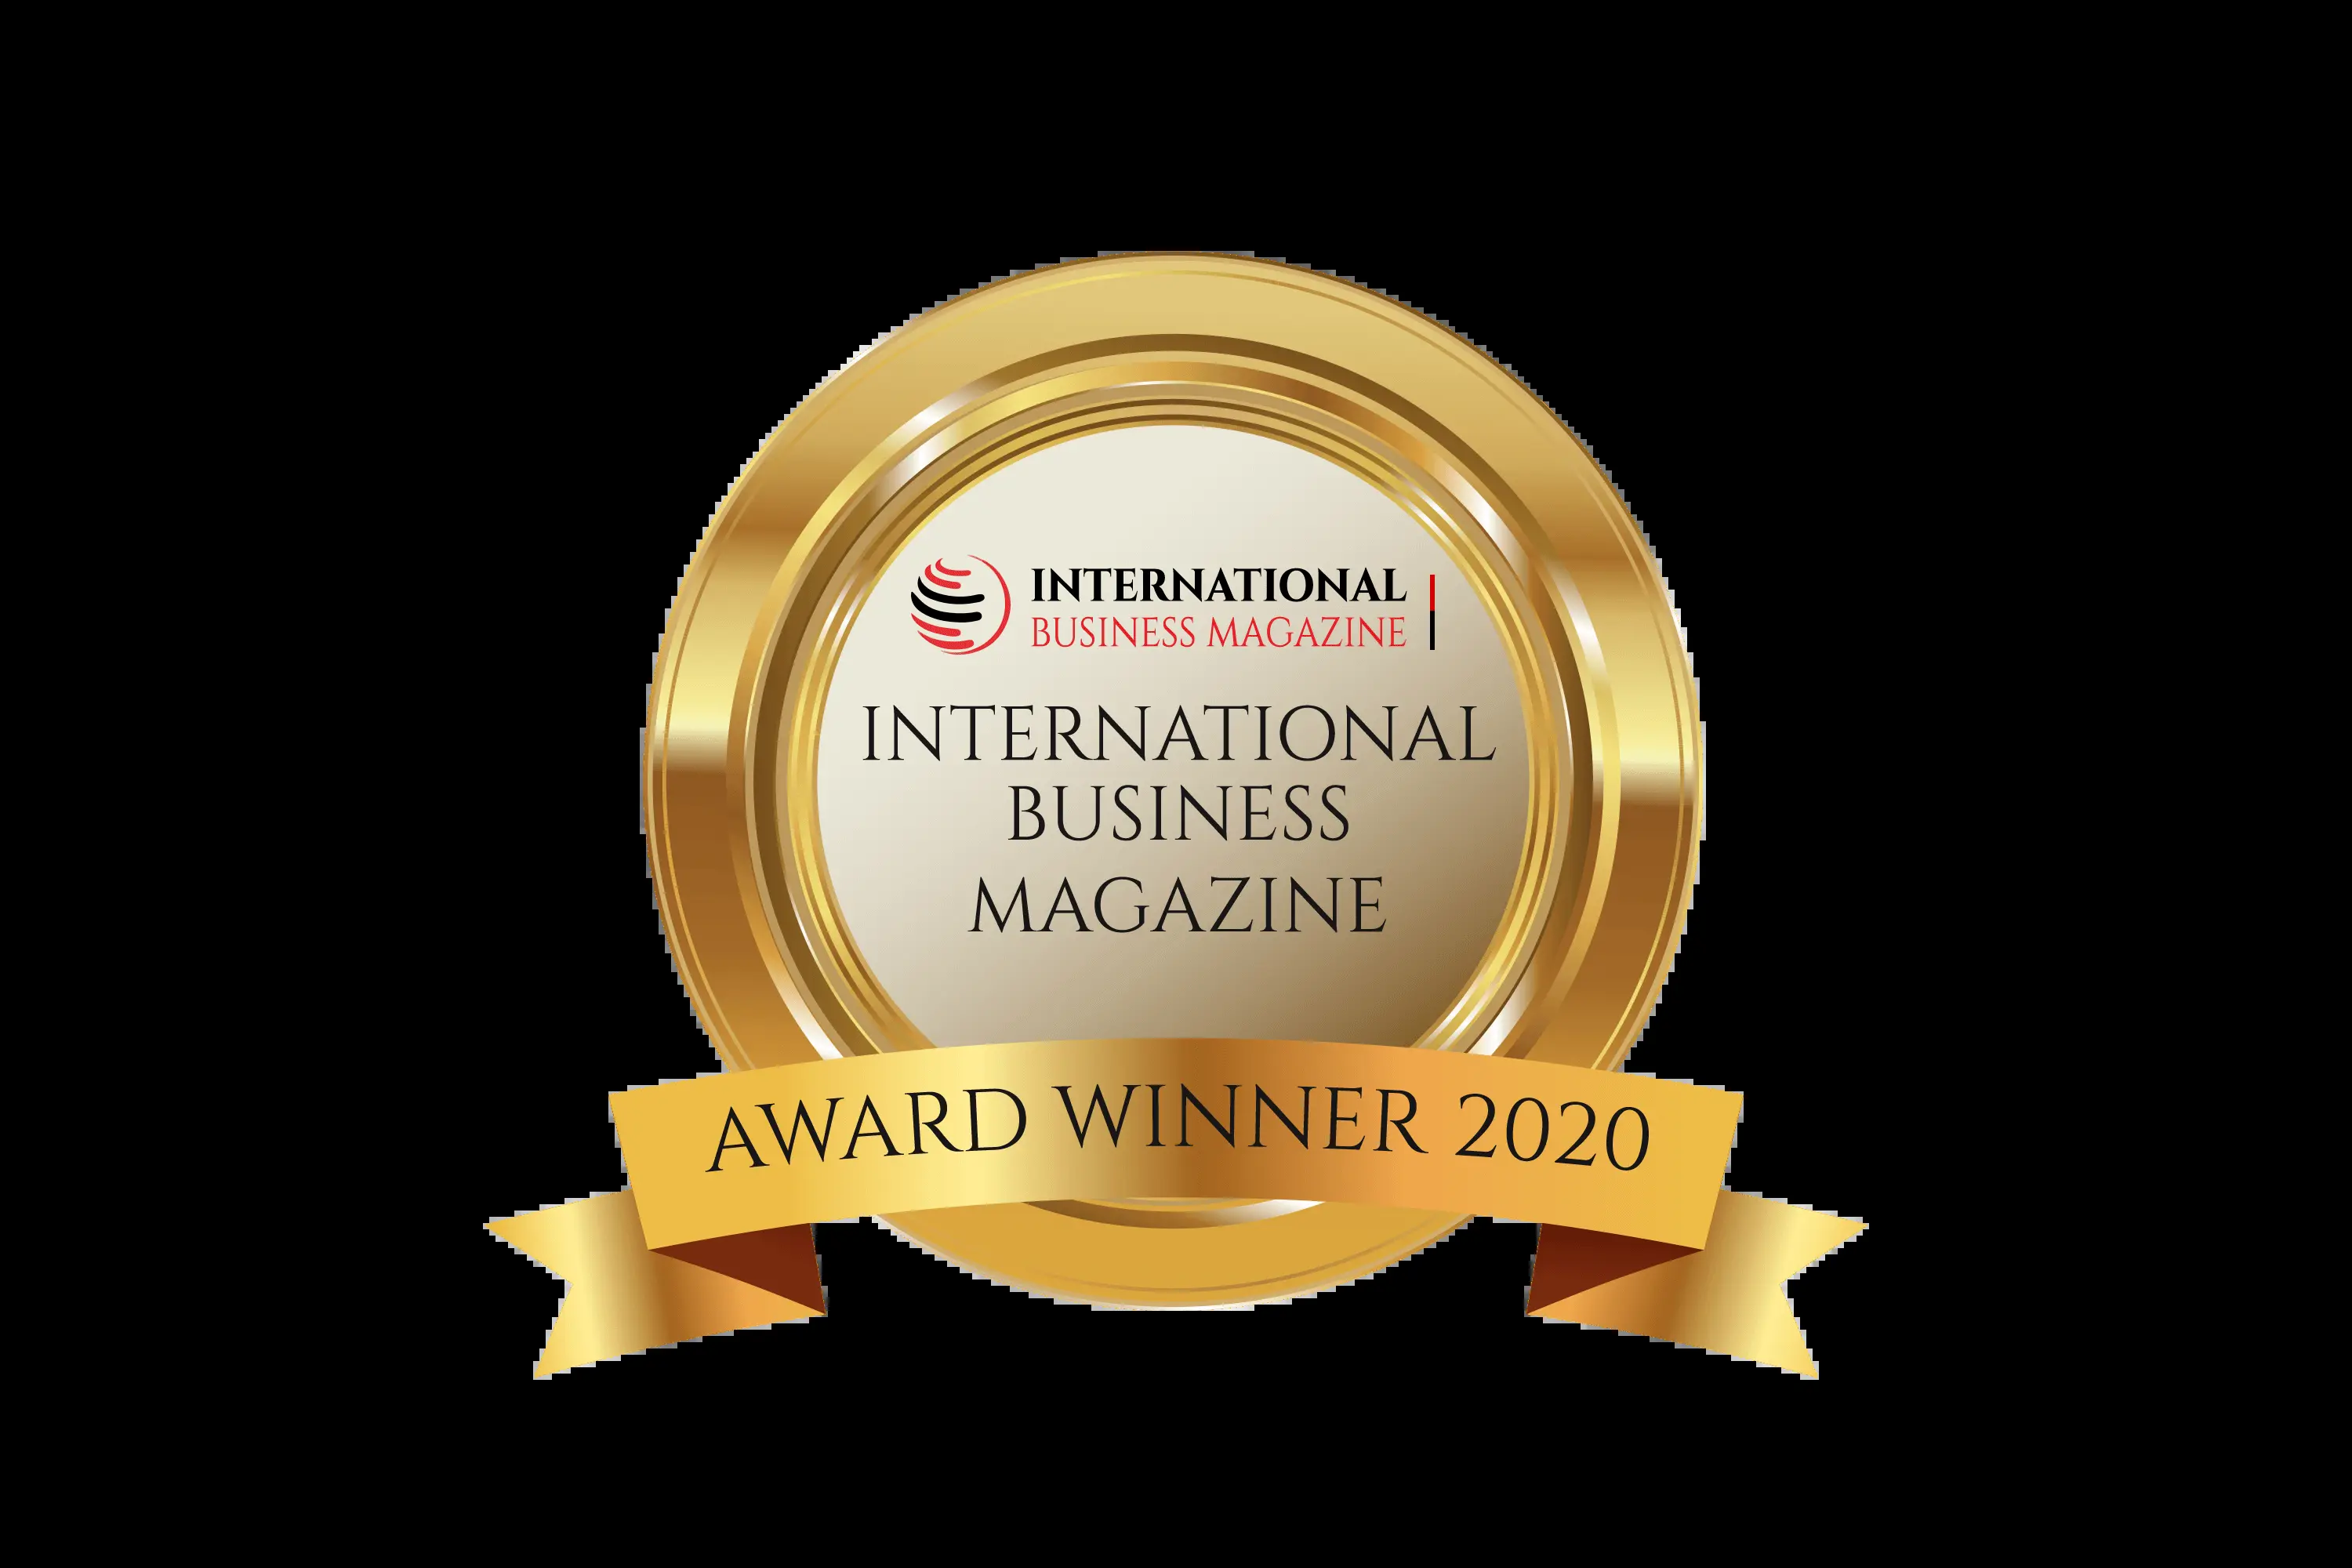 INTERNATIONAL
BUSINESS MAGAZINE
INTERNATIONAL
BUSINESS
MAGAZINE
AWARD WINNER 2020